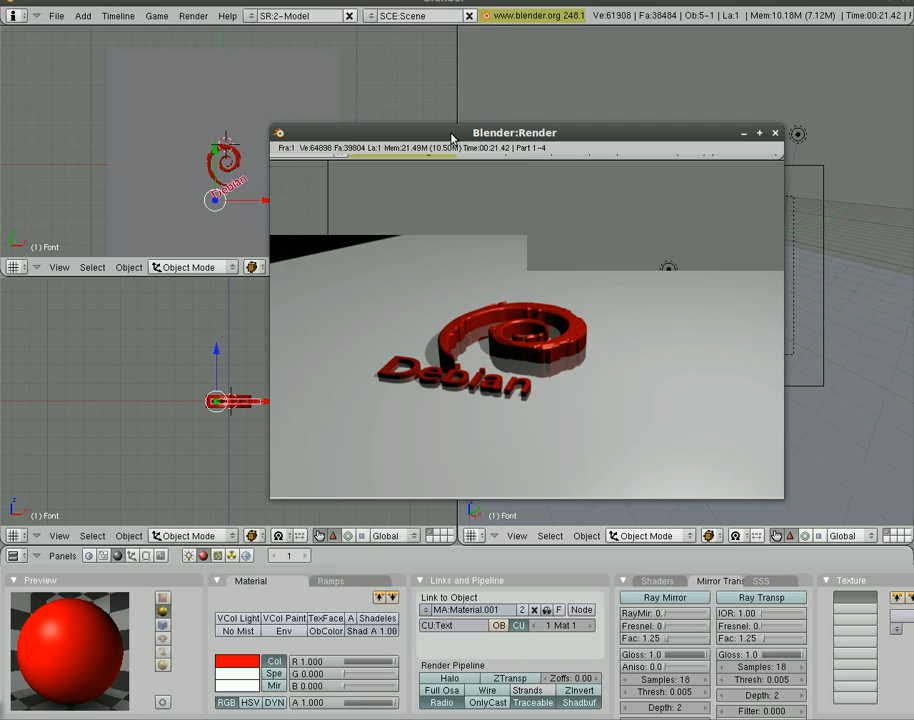 Blender
File Add Timeline Game Render Help SR:2-Model SCE:Scene www.blender.org 248.1 Ve:61908 | Fa:38484 | Ob:5-1 | La:1 | Mem:10.18M (7.12M) | Time:00:21.42 |
Blender:Render
Fra:1 Ve:64898 Fa:39804 La:1 Mem:21.49M (10.50M) Time:00:21.42 | Part 1-4
Debian
(1) Font
View Select Object Object Mode
Debian
(1) Font
(1) Font
View Select Object Object Mode Global
View Select Object Object Mode Global
Panels 1
Preview
Material Ramps
Links and Pipeline
Shaders Mirror Trans SSS
Texture
Link to Object
MA:Material.001 2 F Node
CU:Text OB CU 1 Mat 1
VCol Light VCol Paint TexFace A Shadeles
No Mist Env ObColor Shad A 1.00
Col R 1.000
Spe G 0.000
Mir B 0.000
RGB HSV DYN A 1.000
Render Pipeline
Halo ZTransp Zoffs: 0.00
Full Osa Wire Strands ZInvert
Radio OnlyCast Traceable Shadbuf
Ray Mirror Ray Transp
RayMir: 0. IOR: 1.00
Fresnel: 0. Fresnel: 0.
Fac: 1.25 Fac: 1.25
Gloss: 1.0 Gloss: 1.0
Aniso: 0.0 Samples: 18
Samples: 18 Thresh: 0.005
Thresh: 0.005 Depth: 2
Depth: 2 Filter: 0.000